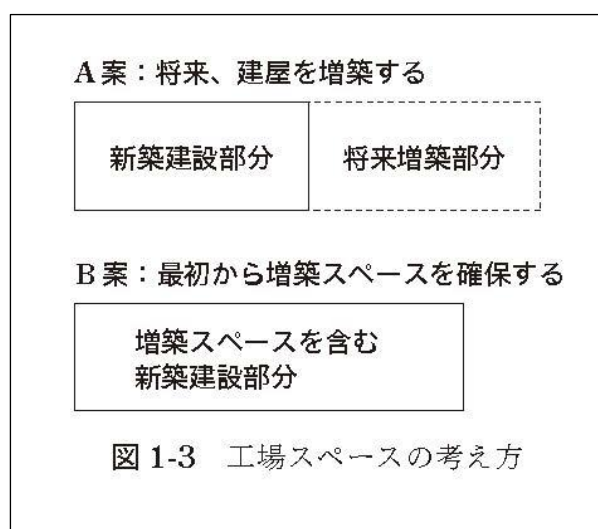 A案：将来、建屋を増築する
新築建設部分
将来増築部分
B案：最初から増築スペースを確保する
増築スペースを含む
新築建設部分
図1-3 工場スペースの考え方